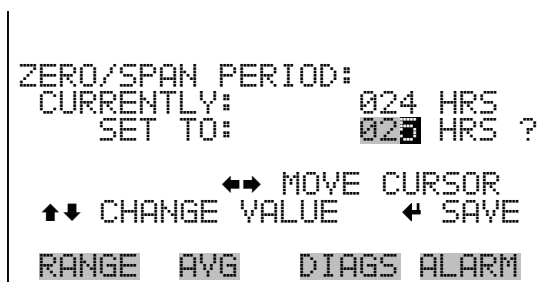 ZERO/SPAN PERIOD:
CURRENTLY: 024 HRS
SET TO: 025 HRS ?
←→ MOVE CURSOR
↑↓ CHANGE VALUE ↵ SAVE
RANGE AVG DIAGS ALARM